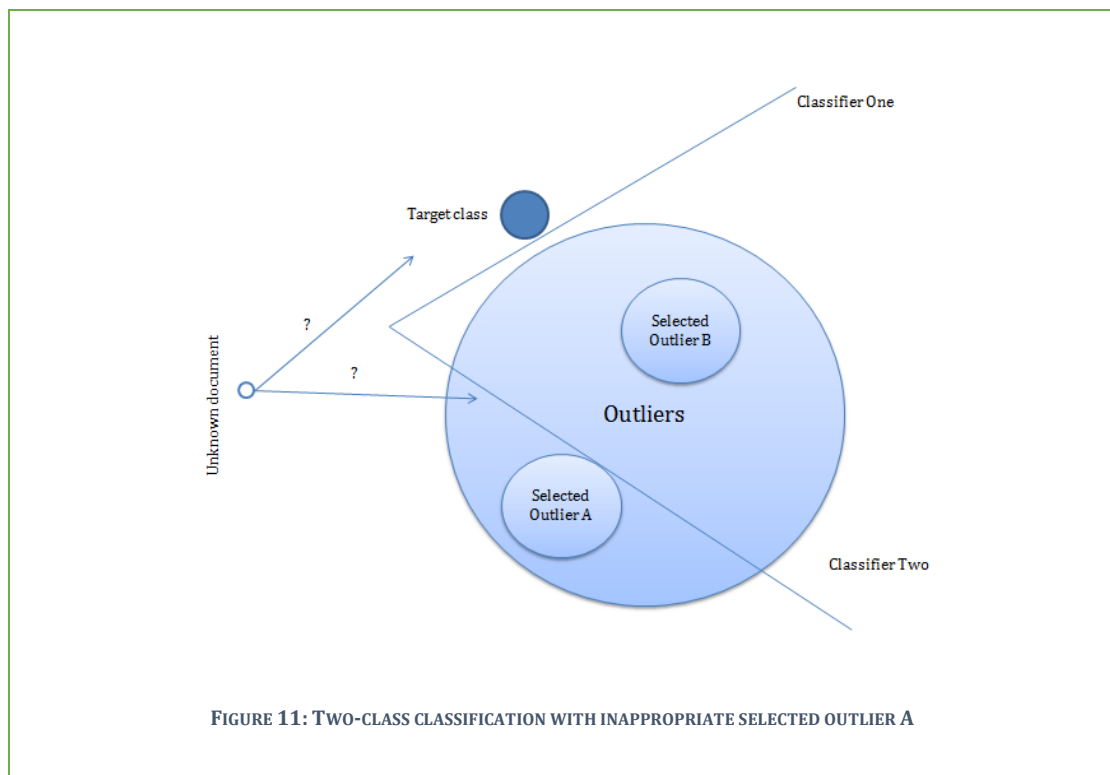 Classifier One
Target class
?
Selected
Outlier B
?
Unknown document
Outliers
Selected
Outlier A
Classifier Two
FIGURE 11: TWO-CLASS CLASSIFICATION WITH INAPPROPRIATE SELECTED OUTLIER A